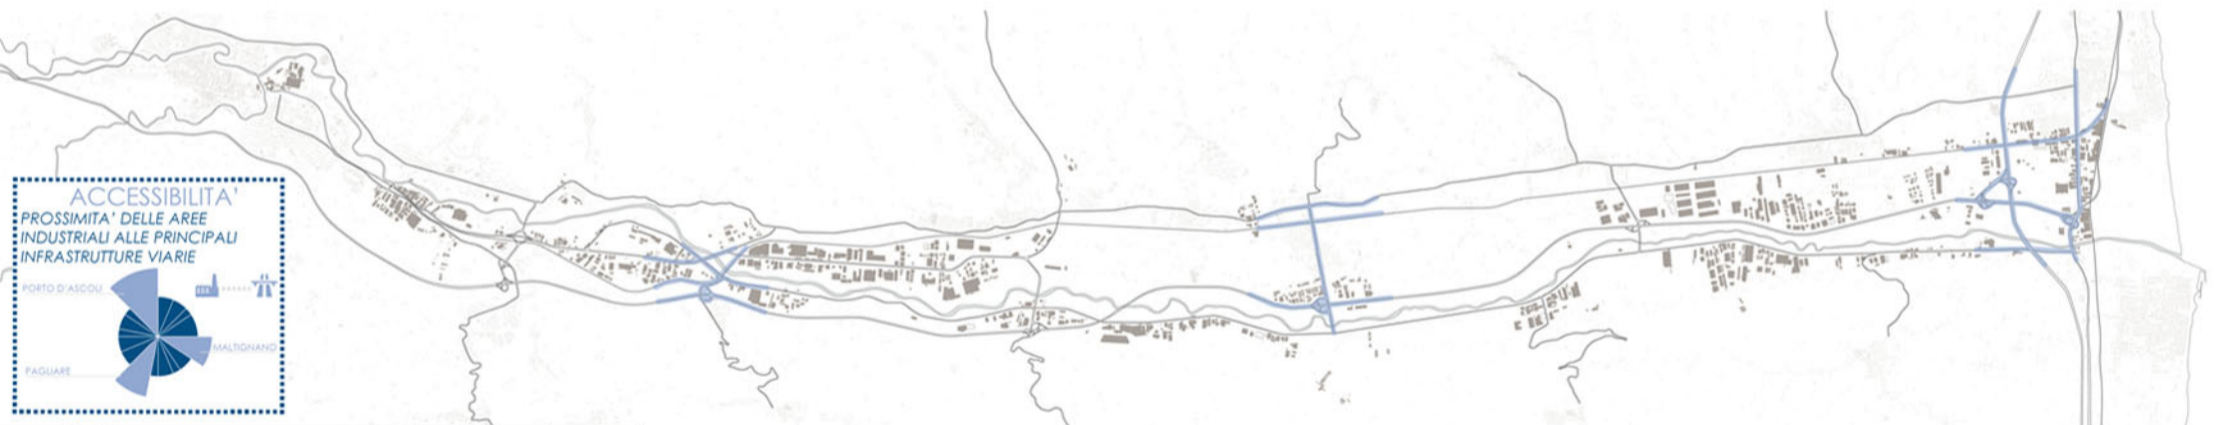 ACCESSIBILITA'
PROSSIMITA' DELLE AREE
INDUSTRIALI ALLE PRINCIPALI
INFRASTRUTTURE VIARIE
PORTO D'ASCOLI
MALTIGNANO
PAGLIARE